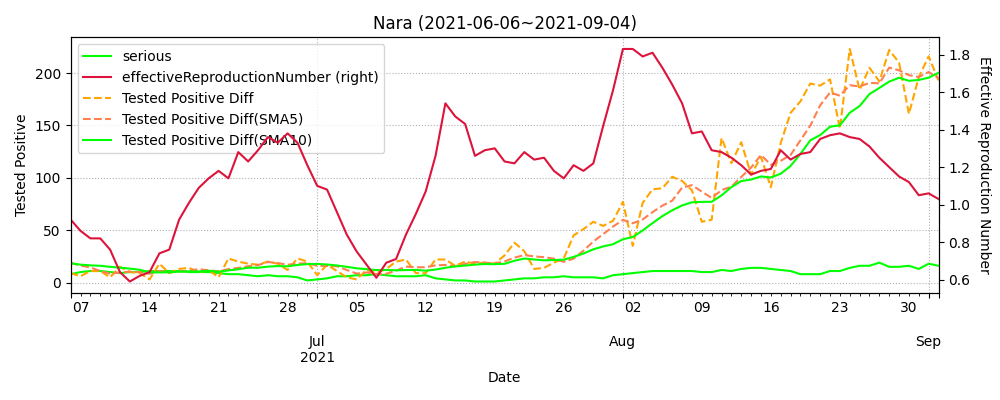 Nara (2021-06-06~2021-09-04)
serious
effectiveReproductionNumber (right)
Tested Positive Diff
Tested Positive Diff(SMA5)
Tested Positive Diff(SMA10)
Tested Positive
200
150
100
50
0
1.8
1.6
1.4
1.2
1.0
0.8
0.6
Effective Reproduction Number
07 14 21 28 05 12 19 26 02 09 16 23 30
Jul Aug Sep
2021
Date